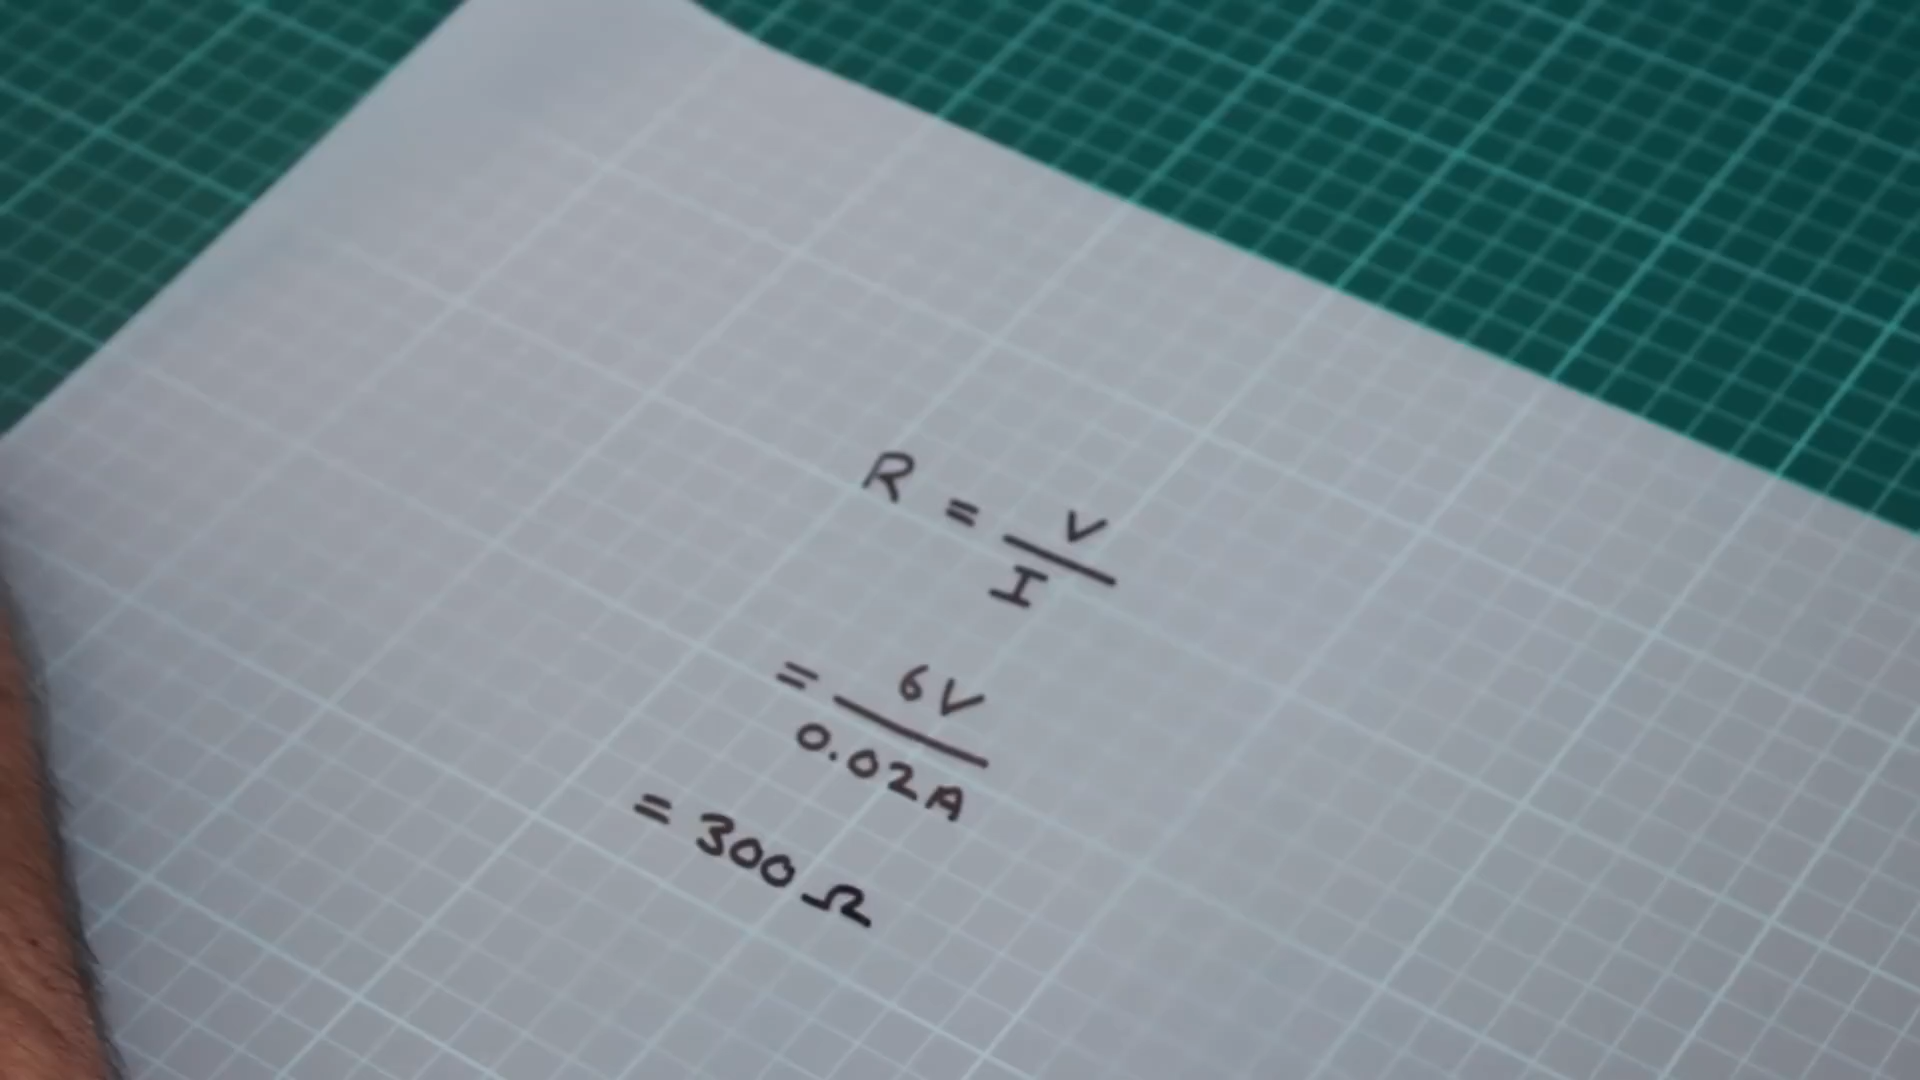 R = V/I
= 6V/0.02A
= 300Ω